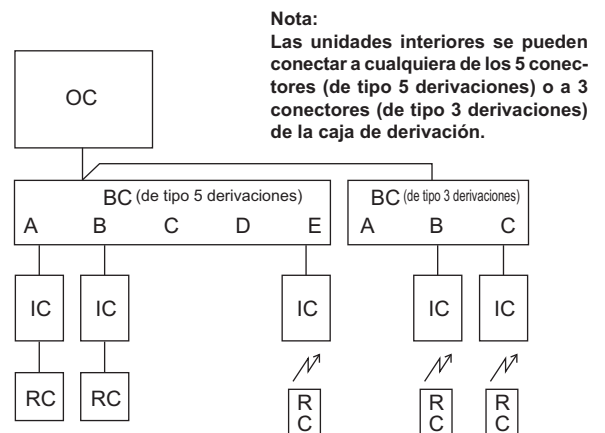 Nota:
Las unidades interiores se pueden
conectar a cualquiera de los 5 conec-
tores (de tipo 5 derivaciones) o a 3
conectores (de tipo 3 derivaciones)
de la caja de derivación.
OC
BC (de tipo 5 derivaciones)
A B C D E
BC (de tipo 3 derivaciones)
A B C
IC IC IC IC IC
RC RC
R
C
R
C
R
C